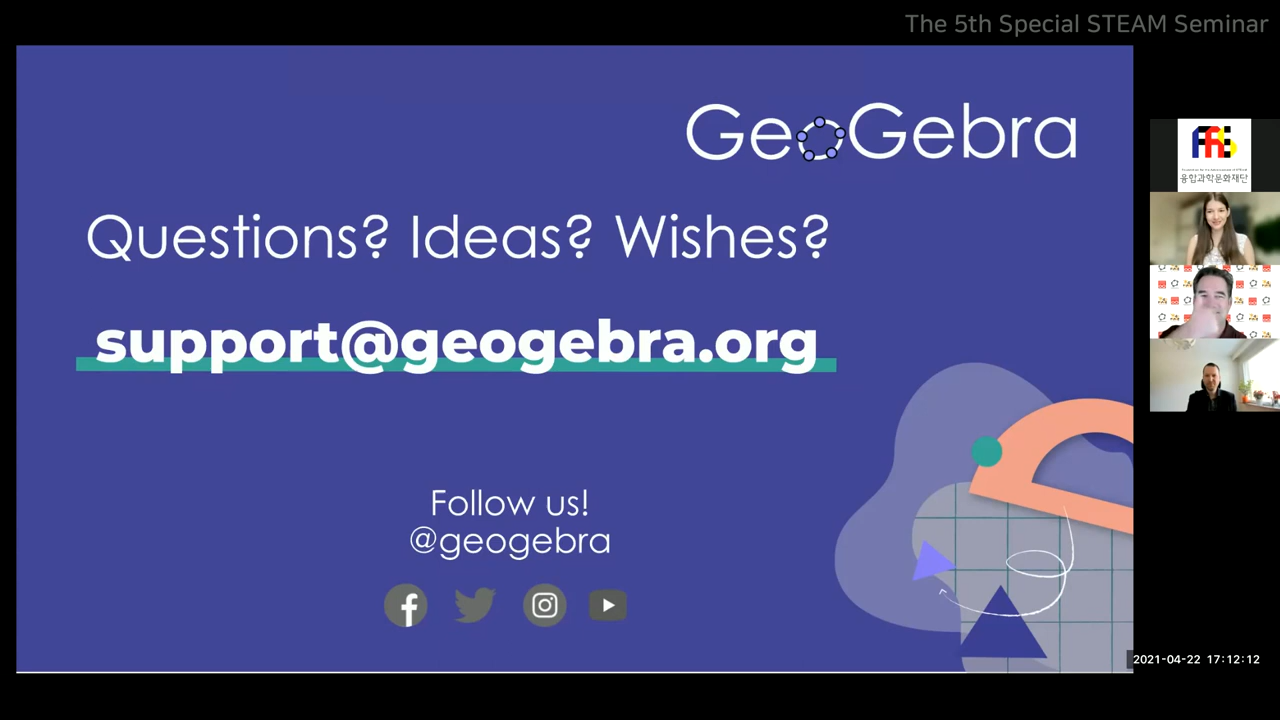 The 5th Special STEAM Seminar
GeoGebra
Questions? Ideas? Wishes?
support@geogebra.org
Follow us!
@geogebra
융합과학문화재단
2021-04-22 17:12:12